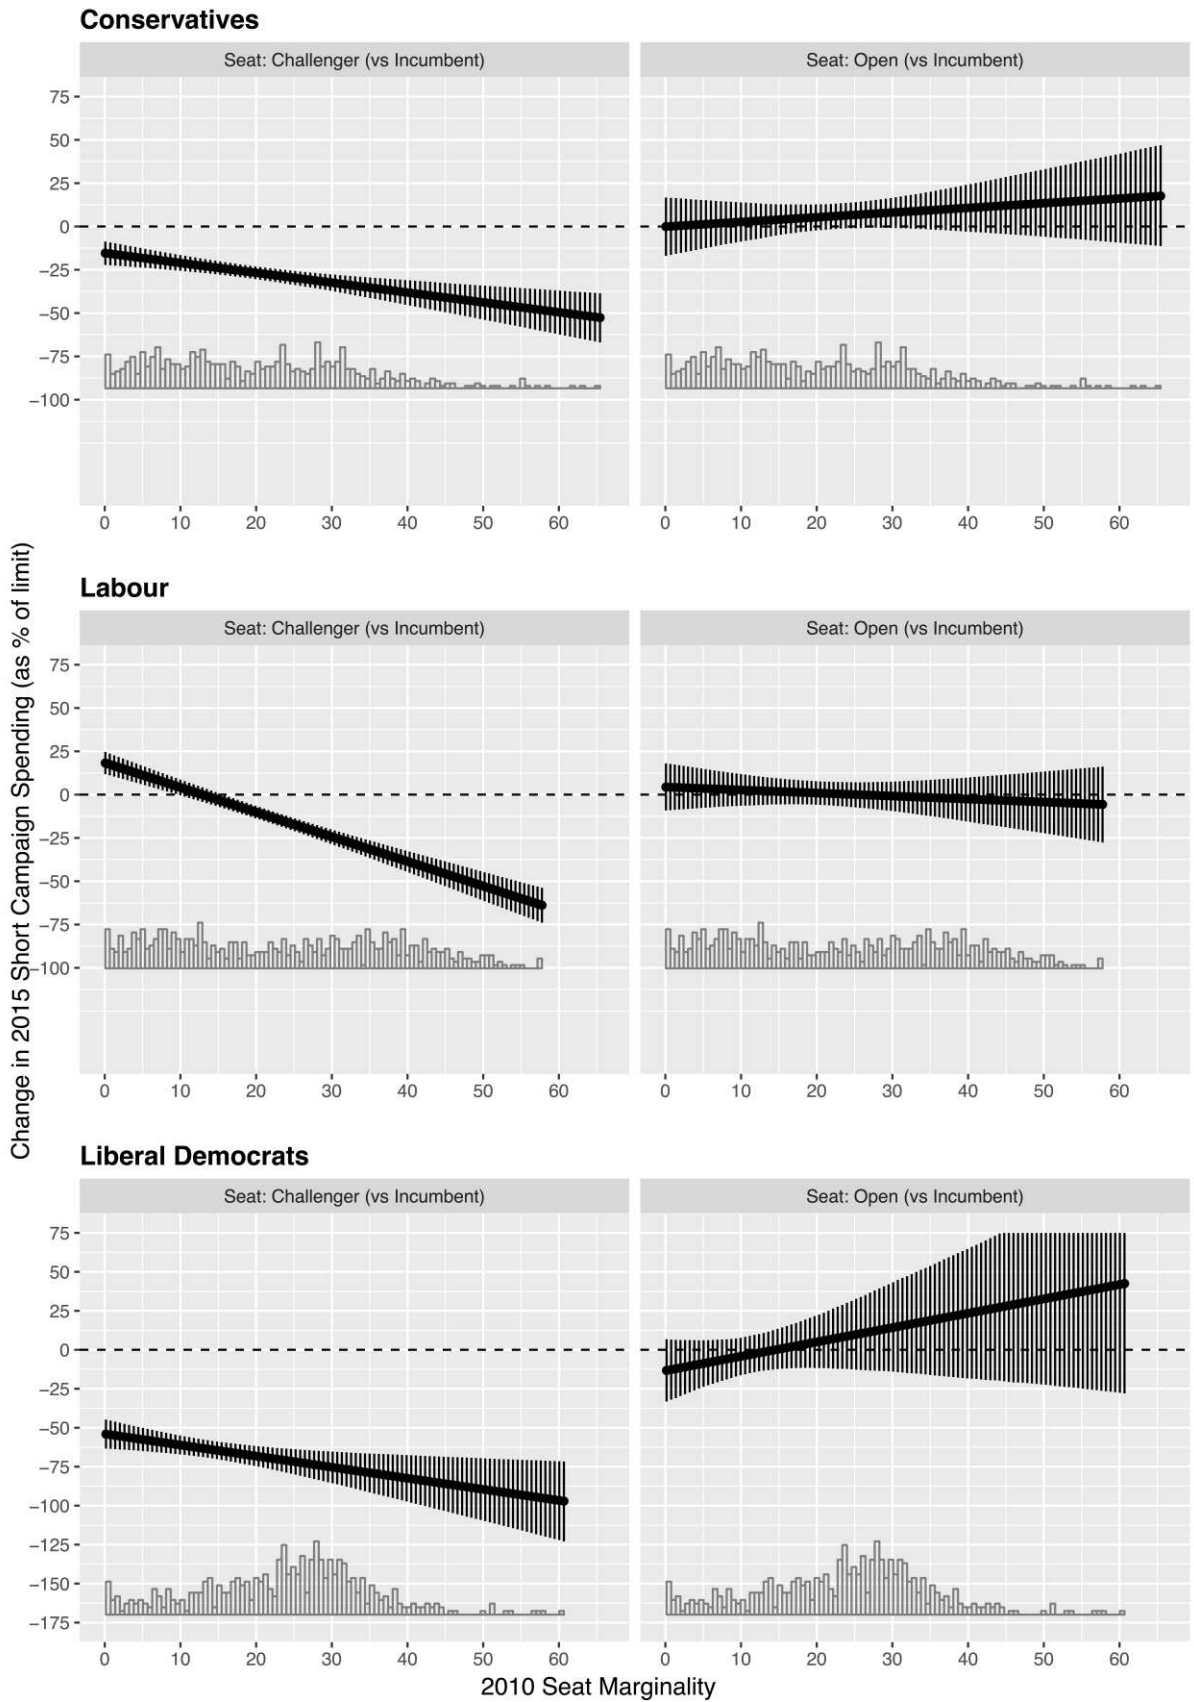 Conservatives
Seat: Challenger (vs Incumbent)
Seat: Open (vs Incumbent)
75
50
25
0
−25
−50
−75
−100
0 10 20 30 40 50 60
0 10 20 30 40 50 60
Change in 2015 Short Campaign Spending (as % of limit)
Labour
Seat: Challenger (vs Incumbent)
Seat: Open (vs Incumbent)
75
50
25
0
−25
−50
−75
−100
0 10 20 30 40 50 60
0 10 20 30 40 50 60
Liberal Democrats
Seat: Challenger (vs Incumbent)
Seat: Open (vs Incumbent)
75
50
25
0
−25
−50
−75
−100
−125
−150
−175
0 10 20 30 40 50 60
0 10 20 30 40 50 60
2010 Seat Marginality